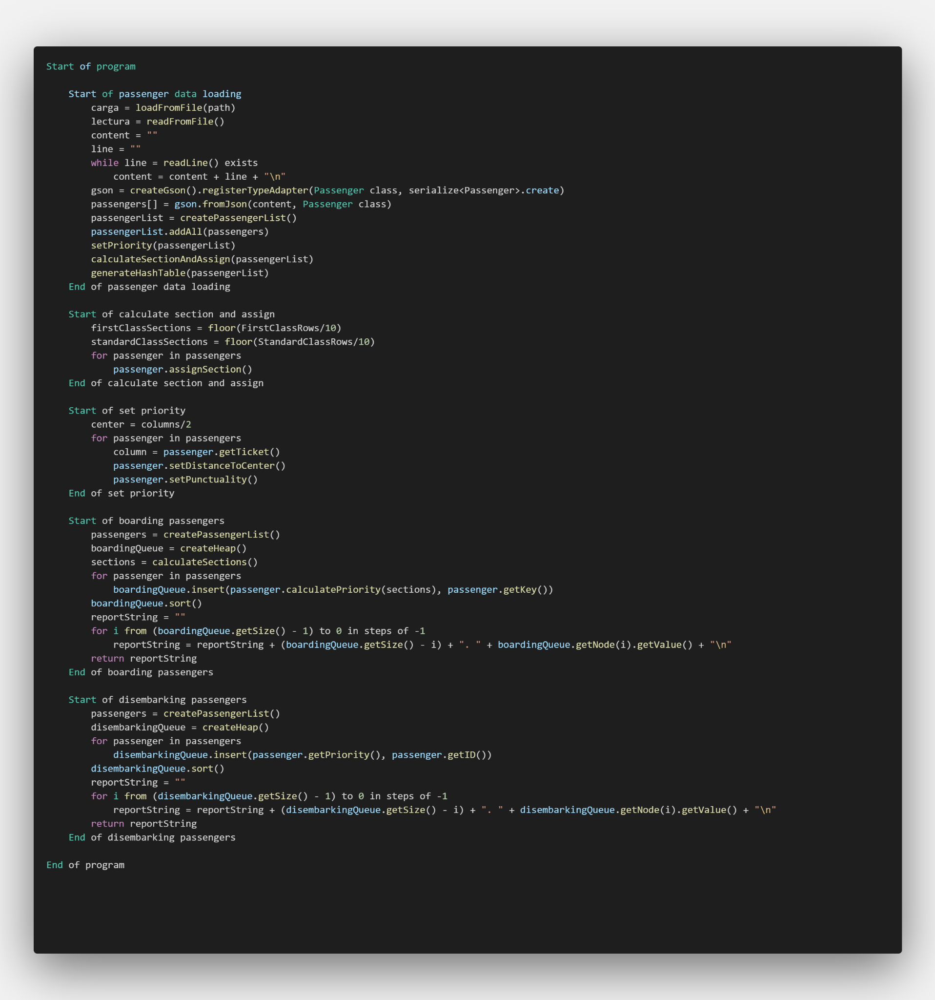 Start of program
Start of passenger data loading
carga = loadFromFile(path)
lectura = readFromFile()
content = ""
line = ""
while line = readLine() exists
content = content + line + "\n"
gson = createGson().registerTypeAdapter(Passenger class, serialize<Passenger>.create)
passengers[] = gson.fromJson(content, Passenger class)
passengerList = createPassengerList()
passengerList.addAll(passengers)
setPriority(passengerList)
calculateSectionAndAssign(passengerList)
generateHashTable(passengerList)
End of passenger data loading
Start of calculate section and assign
firstClassSections = floor(FirstClassRows/10)
standardClassSections = floor(StandardClassRows/10)
for passenger in passengers
passenger.assignSection()
End of calculate section and assign
Start of set priority
center = columns/2
for passenger in passengers
column = passenger.getTicket()
passenger.setDistanceToCenter()
passenger.setPunctuality()
End of set priority
Start of boarding passengers
passengers = createPassengerList()
boardingQueue = createHeap()
sections = calculateSections()
for passenger in passengers
boardingQueue.insert(passenger.calculatePriority(sections), passenger.getKey())
boardingQueue.sort()
reportString = ""
for i from (boardingQueue.getSize() - 1) to 0 in steps of -1
reportString = reportString + (boardingQueue.getSize() - i) + ". " + boardingQueue.getNode(i).getValue() + "\n"
return reportString
End of boarding passengers
Start of disembarking passengers
passengers = createPassengerList()
disembarkingQueue = createHeap()
for passenger in passengers
disembarkingQueue.insert(passenger.getPriority(), passenger.getID())
disembarkingQueue.sort()
reportString = ""
for i from (disembarkingQueue.getSize() - 1) to 0 in steps of -1
reportString = reportString + (disembarkingQueue.getSize() - i) + ". " + disembarkingQueue.getNode(i).getValue() + "\n"
return reportString
End of disembarking passengers
End of program